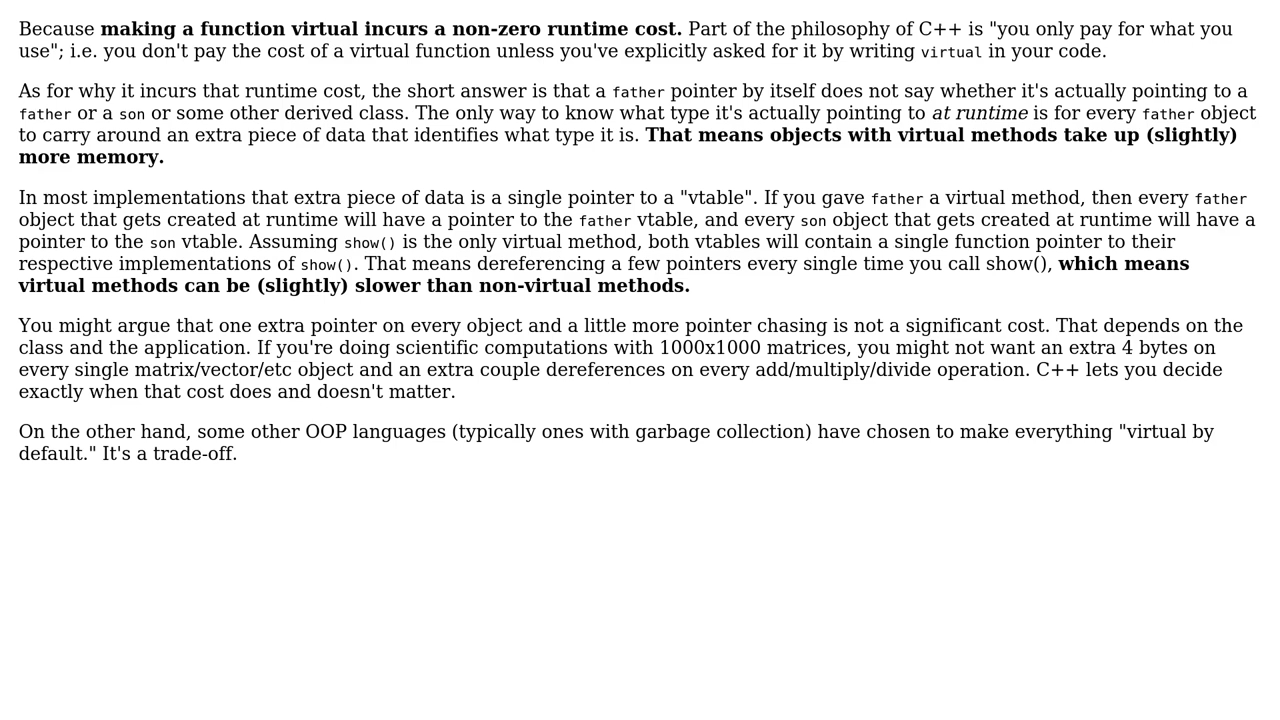 Because making a function virtual incurs a non-zero runtime cost. Part of the philosophy of C++ is "you only pay for what you
use"; i.e. you don't pay the cost of a virtual function unless you've explicitly asked for it by writing virtual in your code.
As for why it incurs that runtime cost, the short answer is that a father pointer by itself does not say whether it's actually pointing to a
father or a son or some other derived class. The only way to know what type it's actually pointing to at runtime is for every father object
to carry around an extra piece of data that identifies what type it is. That means objects with virtual methods take up (slightly)
more memory.
In most implementations that extra piece of data is a single pointer to a "vtable". If you gave father a virtual method, then every father
object that gets created at runtime will have a pointer to the father vtable, and every son object that gets created at runtime will have a
pointer to the son vtable. Assuming show() is the only virtual method, both vtables will contain a single function pointer to their
respective implementations of show(). That means dereferencing a few pointers every single time you call show(), which means
virtual methods can be (slightly) slower than non-virtual methods.
You might argue that one extra pointer on every object and a little more pointer chasing is not a significant cost. That depends on the
class and the application. If you're doing scientific computations with 1000x1000 matrices, you might not want an extra 4 bytes on
every single matrix/vector/etc object and an extra couple dereferences on every add/multiply/divide operation. C++ lets you decide
exactly when that cost does and doesn't matter.
On the other hand, some other OOP languages (typically ones with garbage collection) have chosen to make everything "virtual by
default." It's a trade-off.